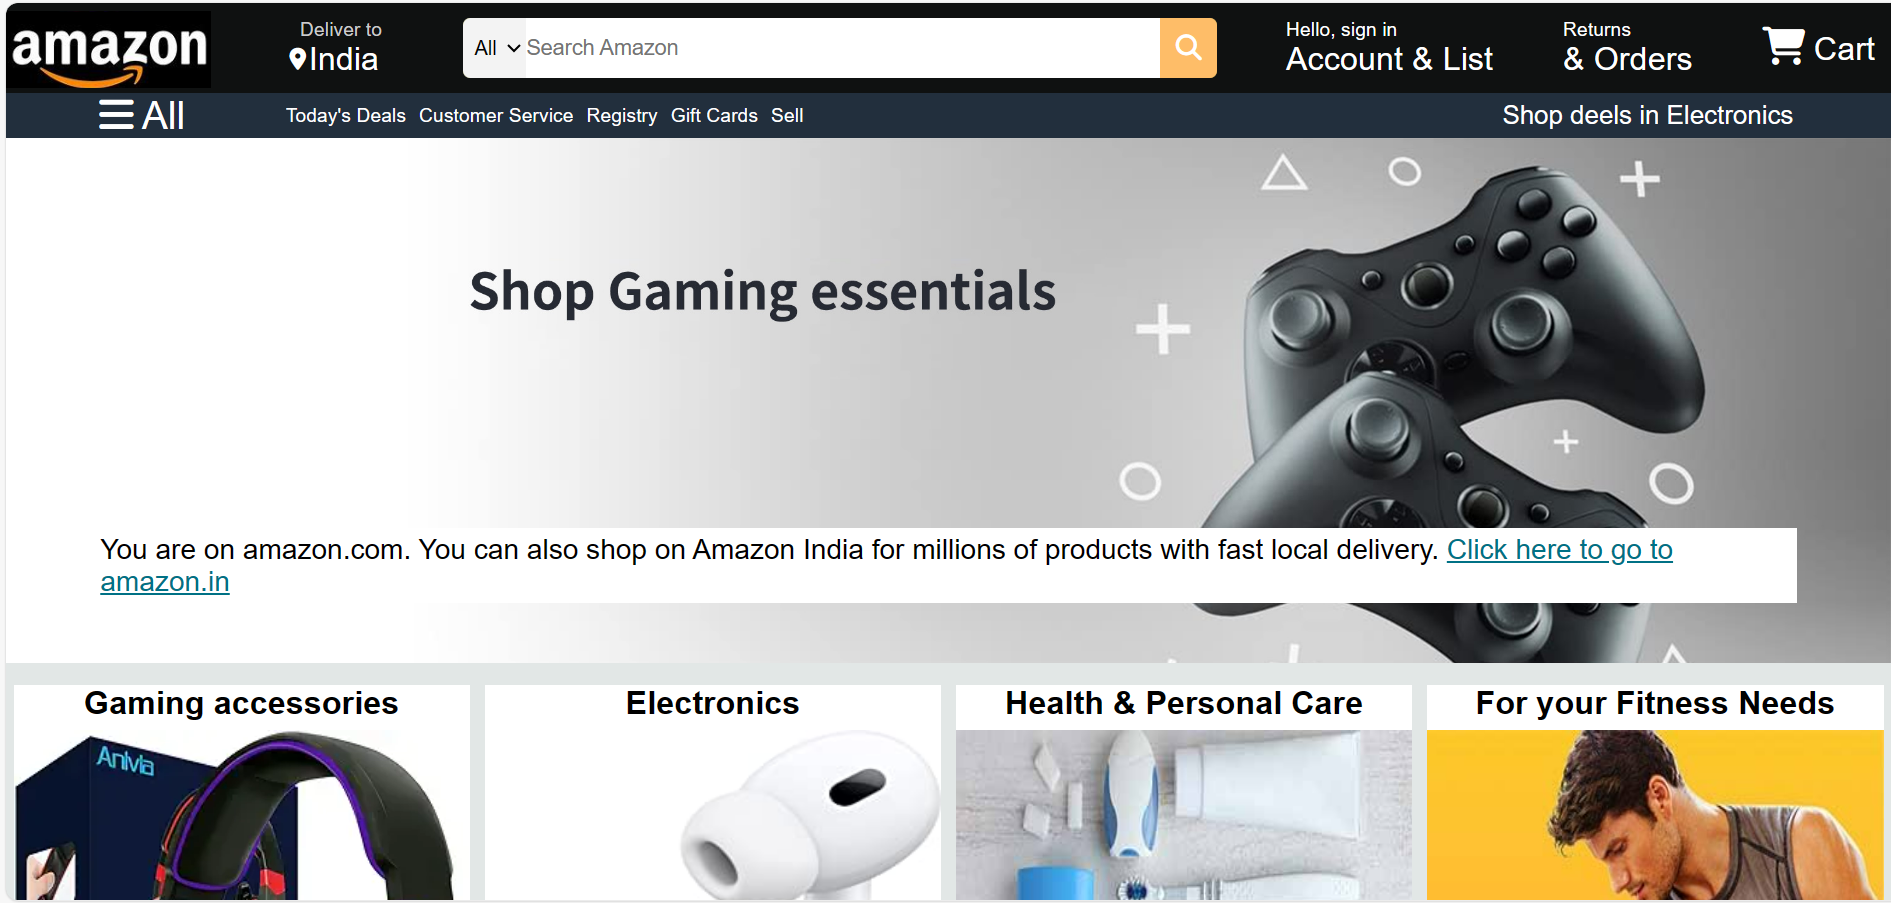 amazon
Deliver to
India
All
Search Amazon
Hello, sign in
Account & List
Returns
& Orders
Cart
All
Today's Deals Customer Service Registry Gift Cards Sell
Shop deels in Electronics
Shop Gaming essentials
You are on amazon.com. You can also shop on Amazon India for millions of products with fast local delivery. Click here to go to
amazon.in
Gaming accessories
Electronics
Health & Personal Care
For your Fitness Needs
Anivia